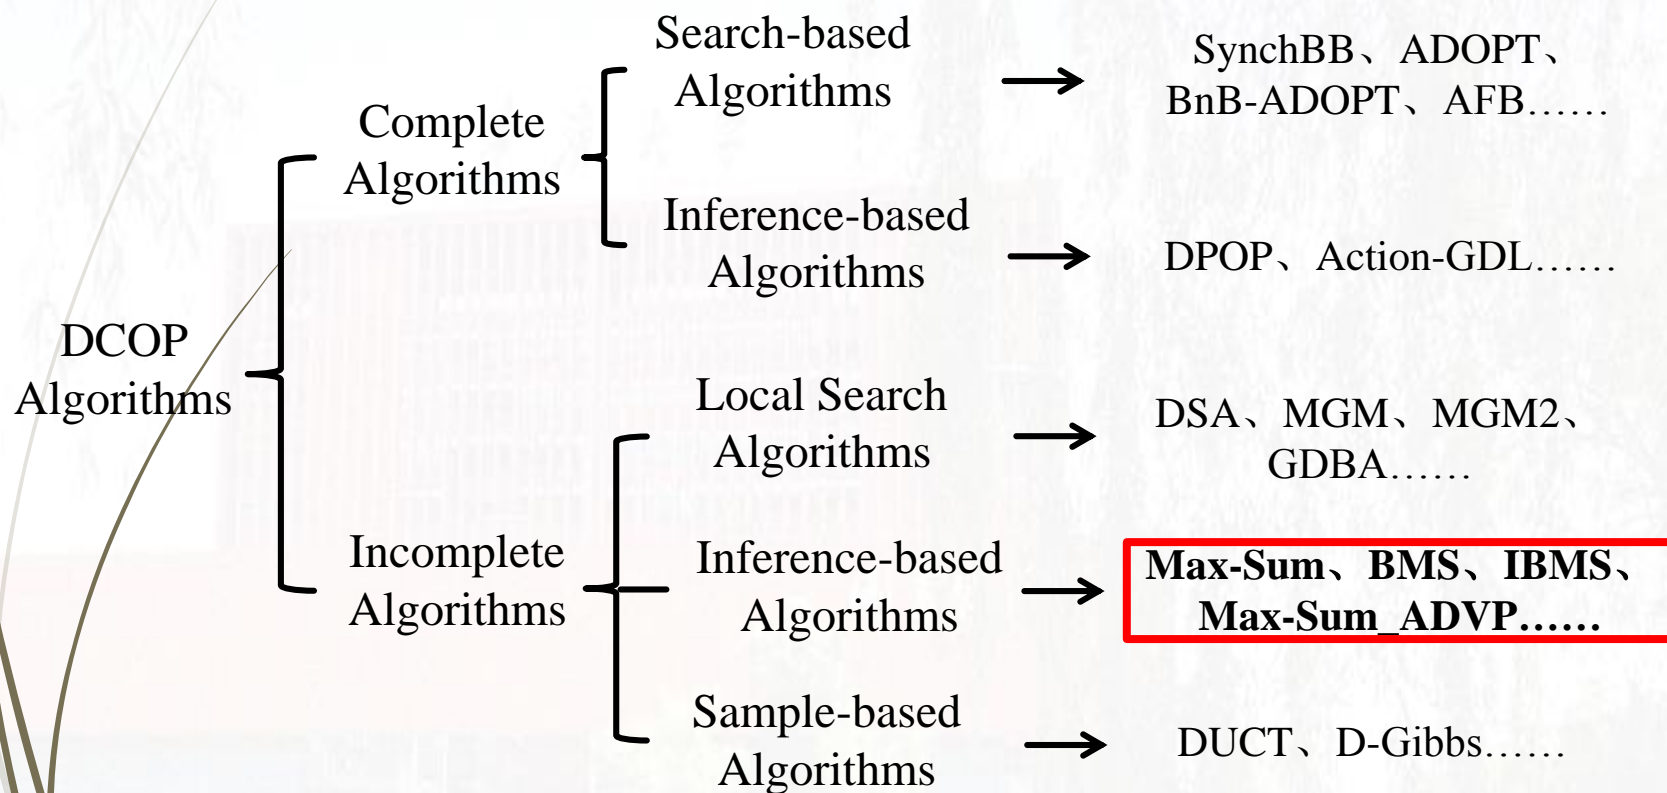 DCOP
Algorithms
Complete
Algorithms
Search-based
Algorithms
SynchBB、ADOPT、
BnB-ADOPT、AFB……
Inference-based
Algorithms
DPOP、Action-GDL……
Incomplete
Algorithms
Local Search
Algorithms
DSA、MGM、MGM2、
GDBA……
Inference-based
Algorithms
Max-Sum、BMS、IBMS、
Max-Sum_ADVP……
Sample-based
Algorithms
DUCT、D-Gibbs……